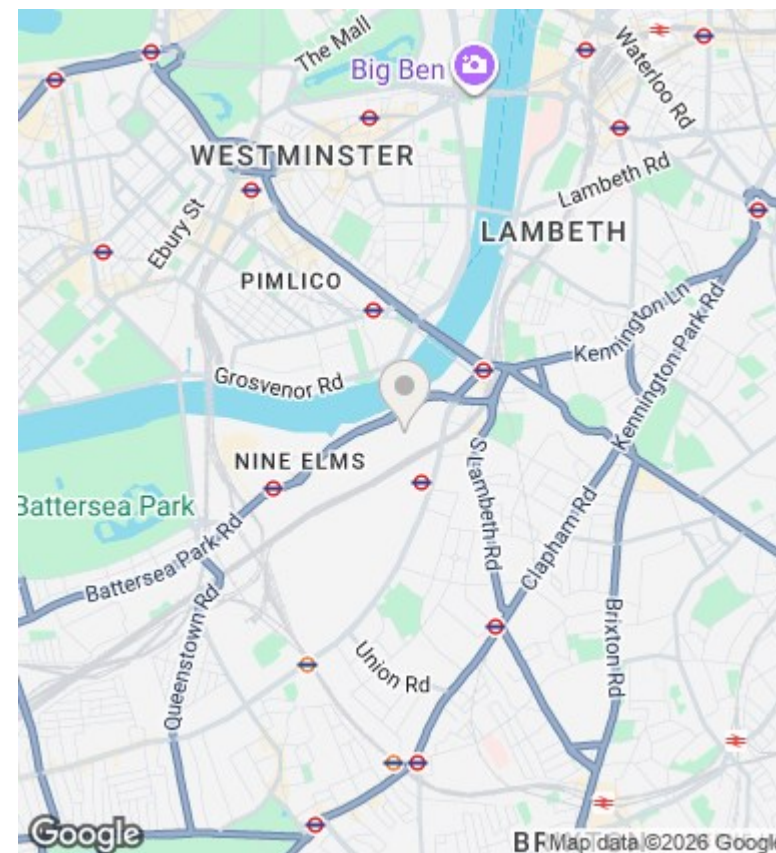 The Mall
Big Ben
Waterloo Rd
WESTMINSTER
Lambeth Rd
Ebury St
LAMBETH
PIMLICO
Kennington Ln
Kennington Park Rd
Grosvenor Rd
NINE ELMS
S Lambeth Rd
Battersea Park
Clapham Rd
Battersea Park Rd
Brixton Rd
Queenstown Rd
Union Rd
Google
Map data ©2026 Google